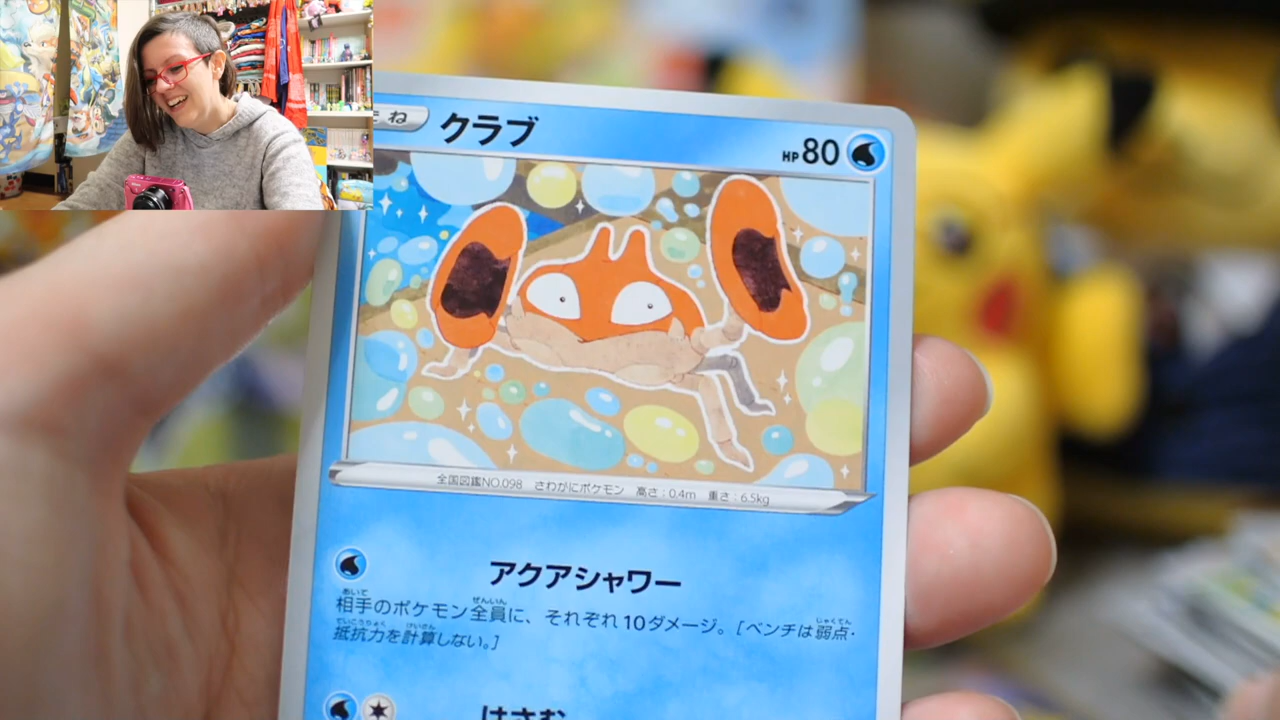 ね クラブ HP80
全国図鑑NO.098 さわがにポケモン 高さ:0.4m 重さ:6.5kg
アクアシャワー
相手のポケモン全員に、それぞれ10ダメージ。[ベンチは弱点・
抵抗力を計算しない。]
はさむ